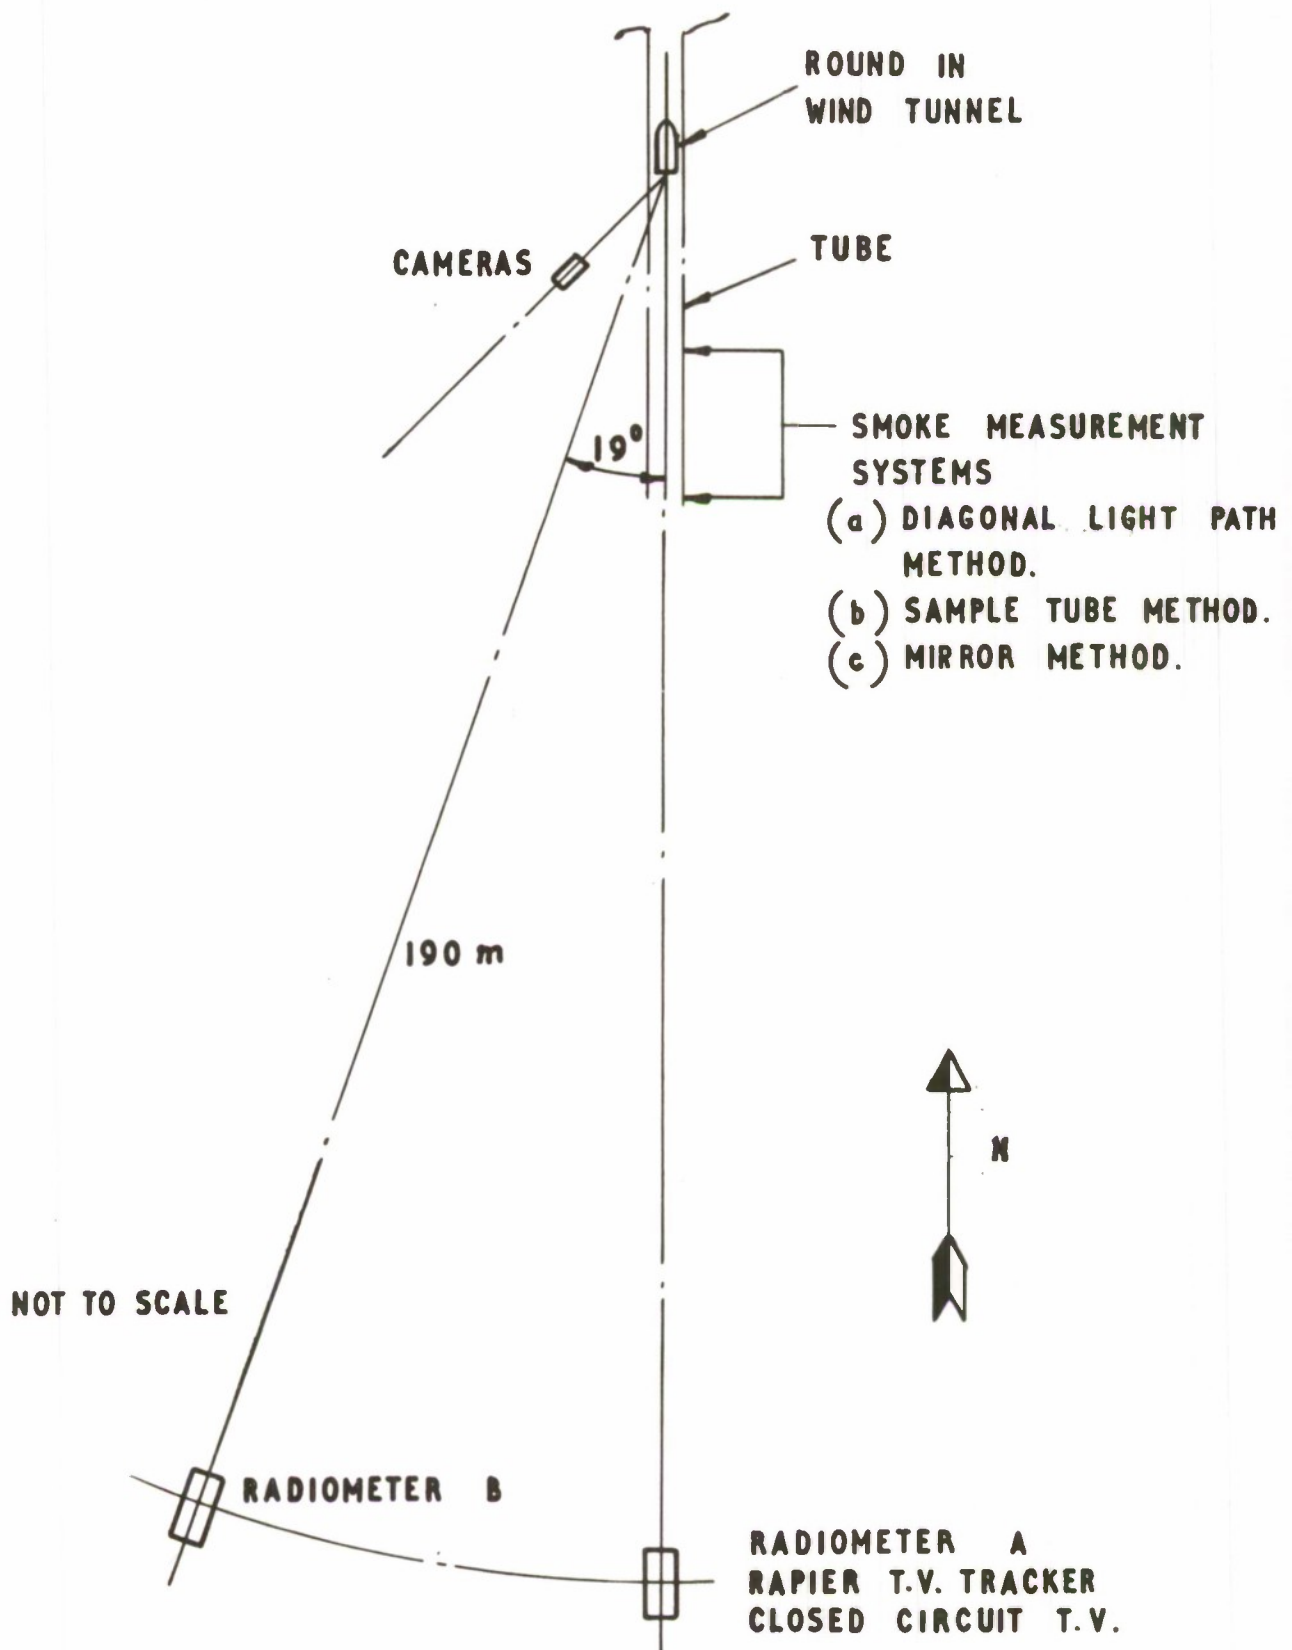 ROUND IN
WIND TUNNEL
CAMERAS
TUBE
19°
SMOKE MEASUREMENT
SYSTEMS
(a) DIAGONAL LIGHT PATH
METHOD.
(b) SAMPLE TUBE METHOD.
(c) MIRROR METHOD.
190 m
N
NOT TO SCALE
RADIOMETER B
RADIOMETER A
RAPIER T.V. TRACKER
CLOSED CIRCUIT T.V.